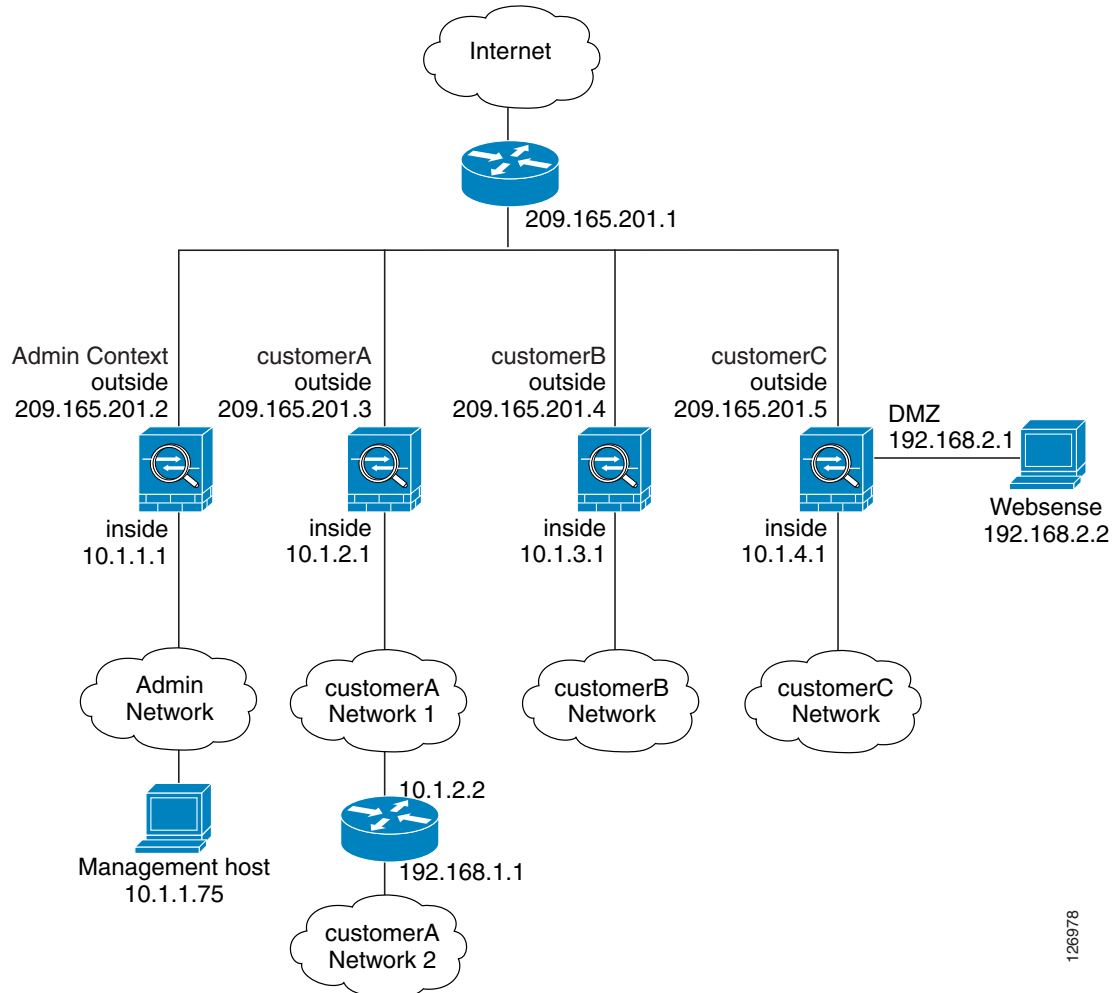 Internet
209.165.201.1
Admin Context
outside
209.165.201.2
customerA
outside
209.165.201.3
customerB
outside
209.165.201.4
customerC
outside
209.165.201.5
DMZ
192.168.2.1
Websense
192.168.2.2
inside
10.1.1.1
inside
10.1.2.1
inside
10.1.3.1
inside
10.1.4.1
Admin
Network
customerA
Network 1
customerB
Network
customerC
Network
10.1.2.2
Management host
10.1.1.75
192.168.1.1
customerA
Network 2
126978